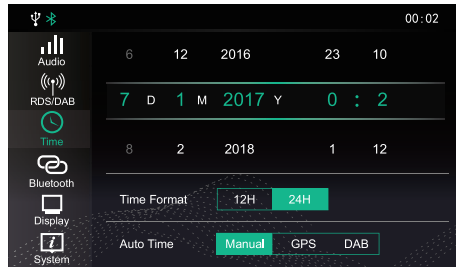 00:02
Audio
RDS/DAB
Time
Bluetooth
Display
System
6 12 2016 23 10
7 D 1 M 2017 Y 0 : 2
8 2 2018 1 12
Time Format 12H 24H
Auto Time Manual GPS DAB